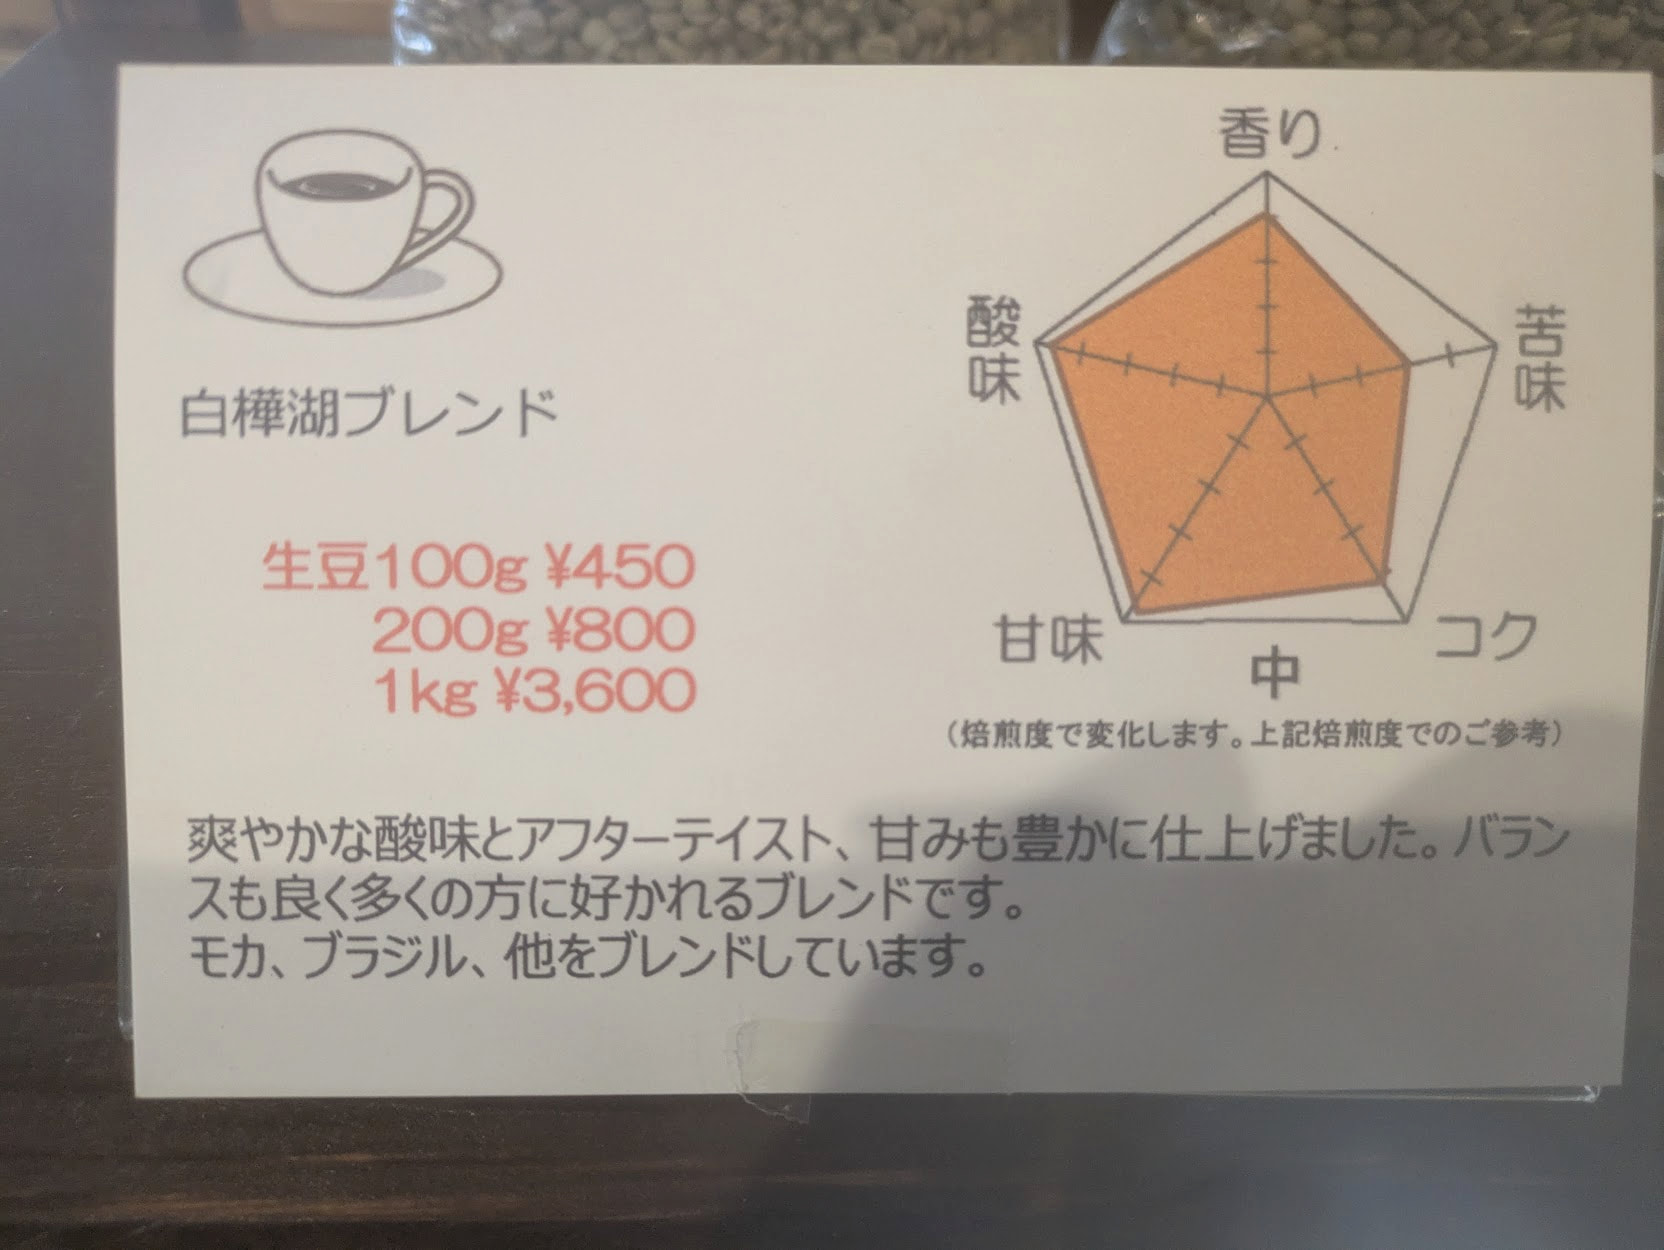 香り
酸味
苦味
白樺湖ブレンド
生豆100g ¥450
200g ¥800
1kg ¥3,600
甘味
コク
中
（焙煎度で変化します。上記焙煎度でのご参考）
爽やかな酸味とアフターテイスト、甘みも豊かに仕上げました。バラン
スも良く多くの方に好かれるブレンドです。
モカ、ブラジル、他をブレンドしています。